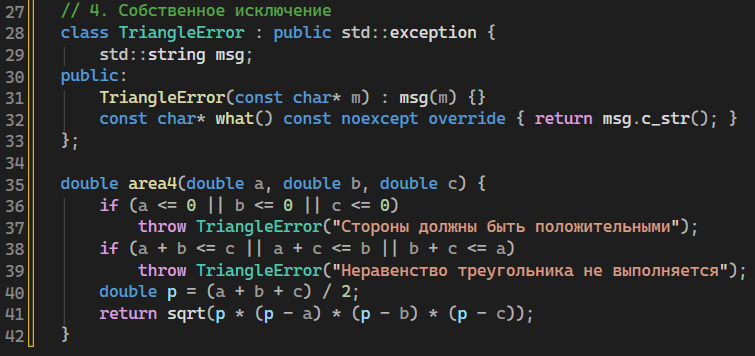 27 // 4. Собственное исключение
28 class TriangleError : public std::exception {
29     std::string msg;
30 public:
31     TriangleError(const char* m) : msg(m) {}
32     const char* what() const noexcept override { return msg.c_str(); }
33 };
34
35 double area4(double a, double b, double c) {
36     if (a <= 0 || b <= 0 || c <= 0)
37         throw TriangleError("Стороны должны быть положительными");
38     if (a + b <= c || a + c <= b || b + c <= a)
39         throw TriangleError("Неравенство треугольника не выполняется");
40     double p = (a + b + c) / 2;
41     return sqrt(p * (p - a) * (p - b) * (p - c));
42 }